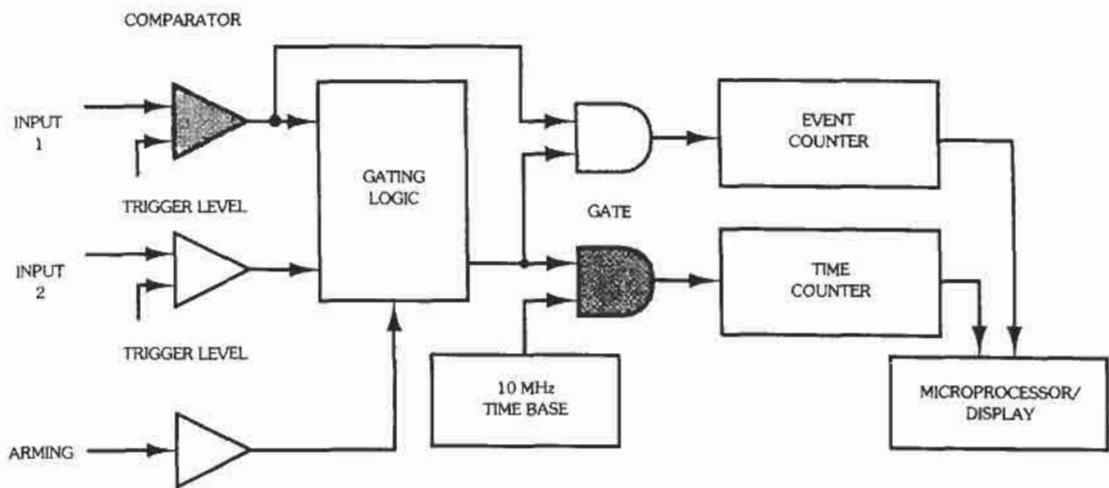 COMPARATOR
INPUT
1
TRIGGER LEVEL
INPUT
2
TRIGGER LEVEL
ARMING
GATING
LOGIC
GATE
10 MHz
TIME BASE
EVENT
COUNTER
TIME
COUNTER
MICROPROCESSOR/
DISPLAY